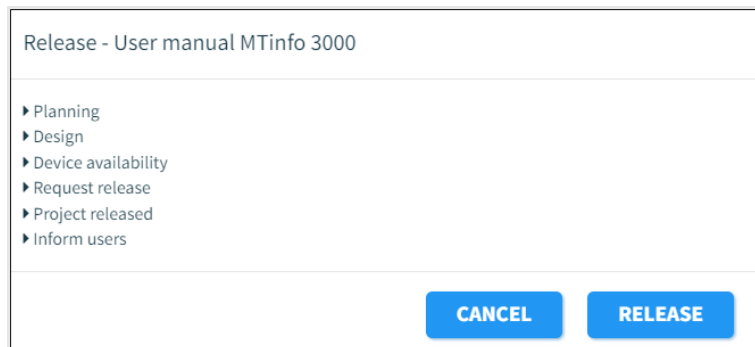 Release - User manual MTinfo 3000
Planning
Design
Device availability
Request release
Project released
Inform users
CANCEL RELEASE